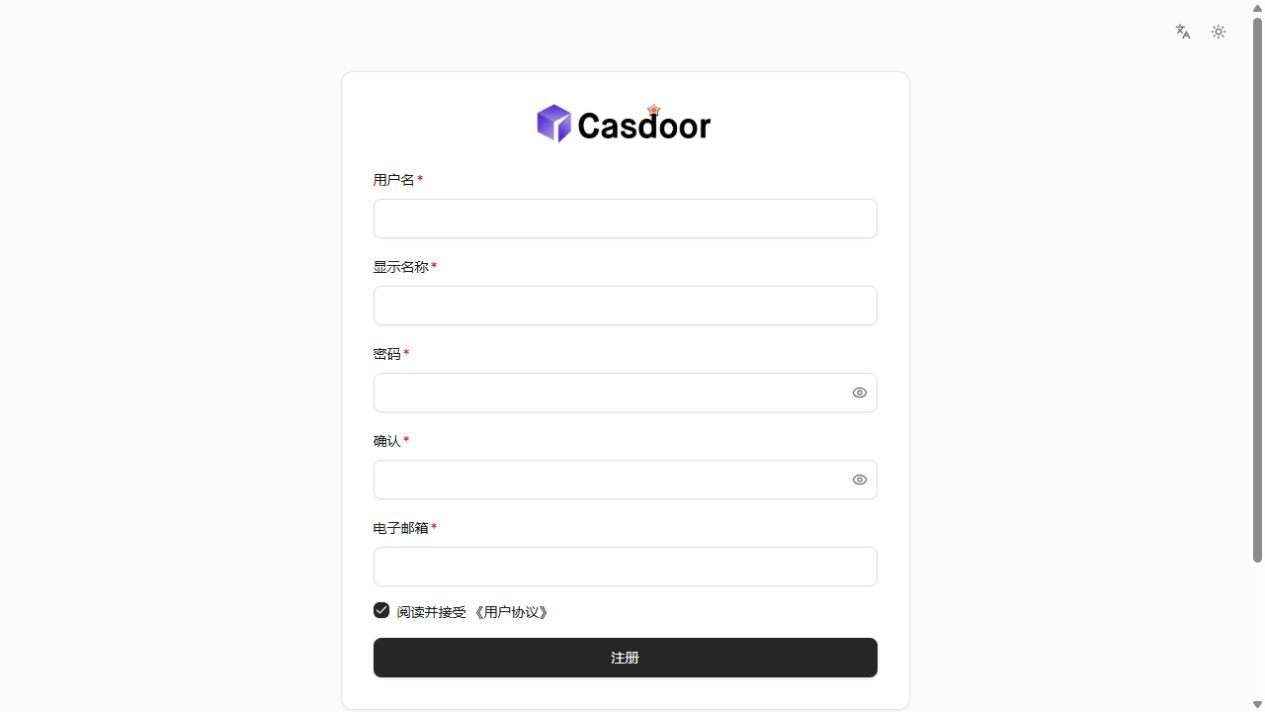 Casdoor
用户名*
显示名称*
密码*
确认*
电子邮箱*
阅读并接受 《用户协议》
注册